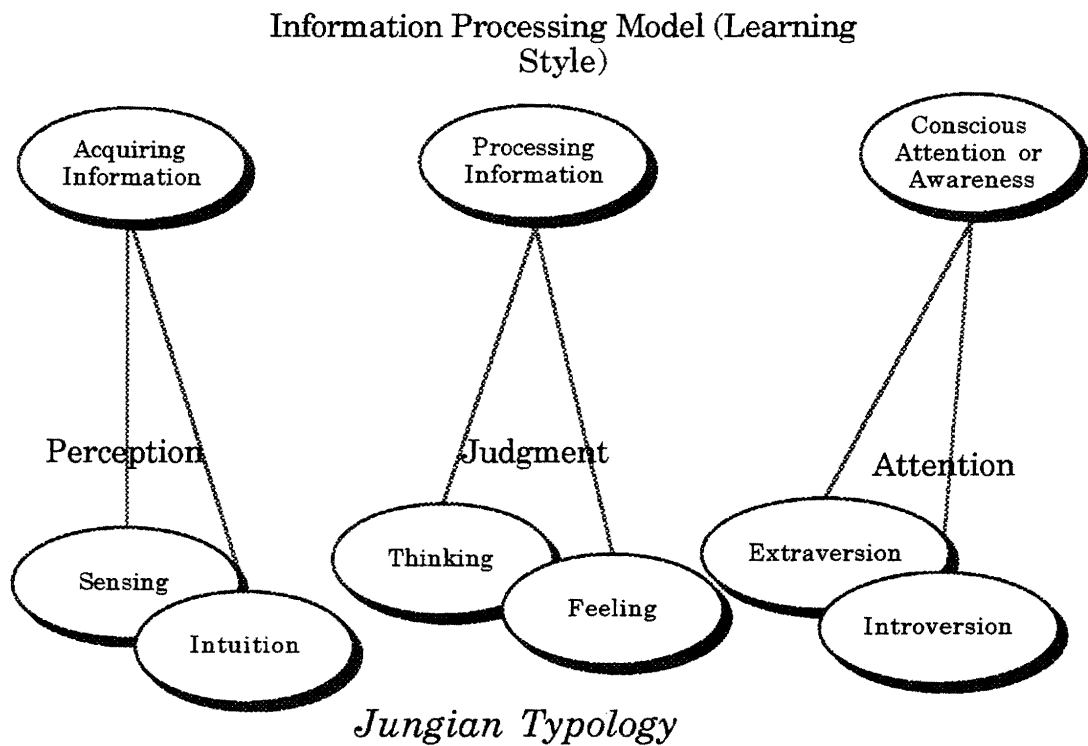 Information Processing Model (Learning
Style)
Acquiring
Information
Processing
Information
Conscious
Attention or
Awareness
Perception
Judgment
Attention
Sensing
Intuition
Thinking
Feeling
Extraversion
Introversion
Jungian Typology